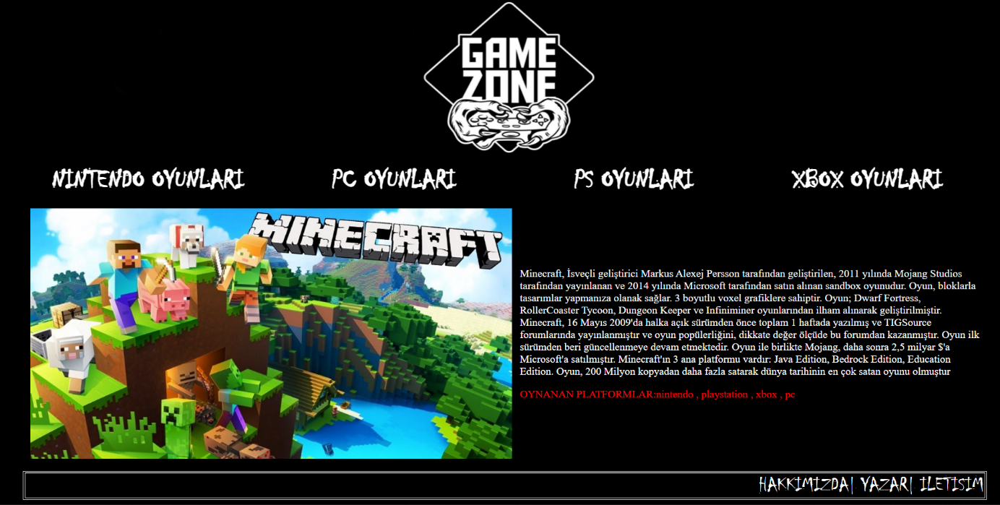 GAME
ZONE
NINTENDO OYUNLARI
PC OYUNLARI
PS OYUNLARI
XBOX OYUNLARI
MINECRAFT
Minecraft, İsveçli geliştirici Markus Alexej Persson tarafından geliştirilen, 2011 yılında Mojang Studios
tarafından yayınlanan ve 2014 yılında Microsoft tarafından satın alınan sandbox oyunudur. Oyun, bloklarla
tasarımlar yapmanıza olanak sağlar. 3 boyutlu voxel grafiklere sahiptir. Oyun; Dwarf Fortress,
RollerCoaster Tycoon, Dungeon Keeper ve Infiniminer oyunlarından ilham alınarak geliştirilmiştir.
Minecraft, 16 Mayıs 2009'da halka açık sürümden önce toplam 1 haftada yazılmış ve TIGSource
forumlarında yayınlanmıştır ve oyun popülerliğini, dikkate değer ölçüde bu forumdan kazanmıştır. Oyun ilk
sürümden beri güncellenmeye devam etmektedir. Oyun ile birlikte Mojang, daha sonra 2,5 milyar $'a
Microsoft'a satılmıştır. Minecraft'ın 3 ana platformu vardır: Java Edition, Bedrock Edition, Education
Edition. Oyun, 200 Milyon kopyadan daha fazla satarak dünya tarihinin en çok satan oyunu olmuştur
OYNANAN PLATFORMLAR:nintendo , playstation , xbox , pc
HAKKIMIZDA| YAZAR| ILETISIM